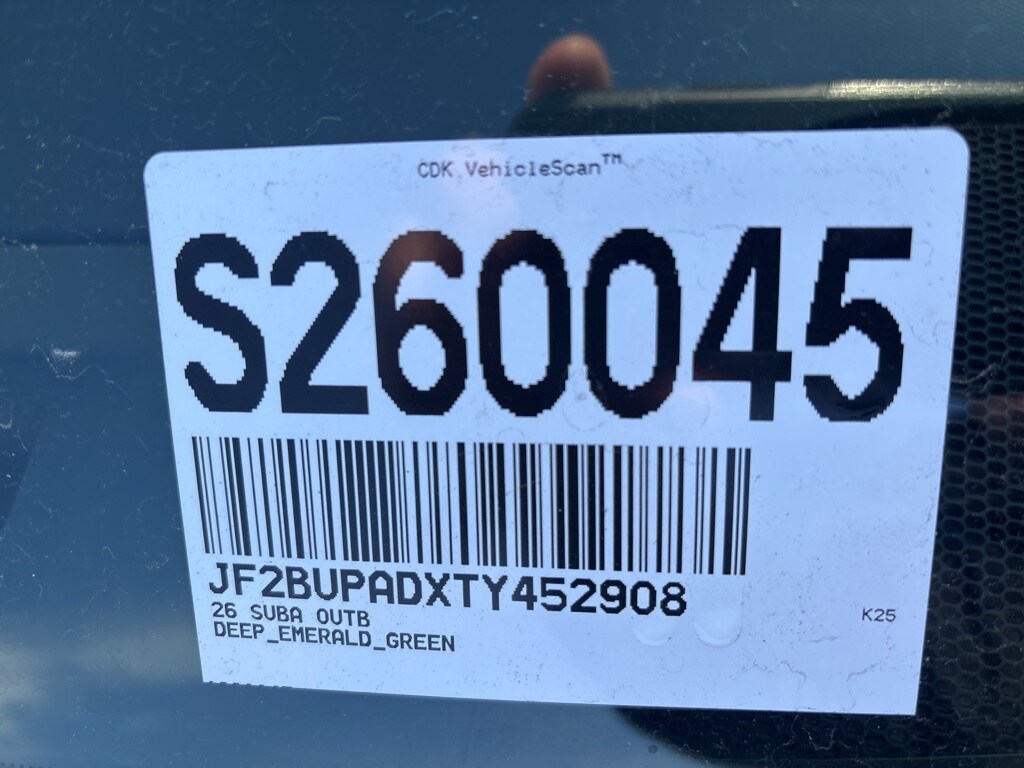 CDK VehicleScan™
S260045
JF2BUPADXTY452908
26 SUBA OUTB
K25
DEEP_EMERALD_GREEN